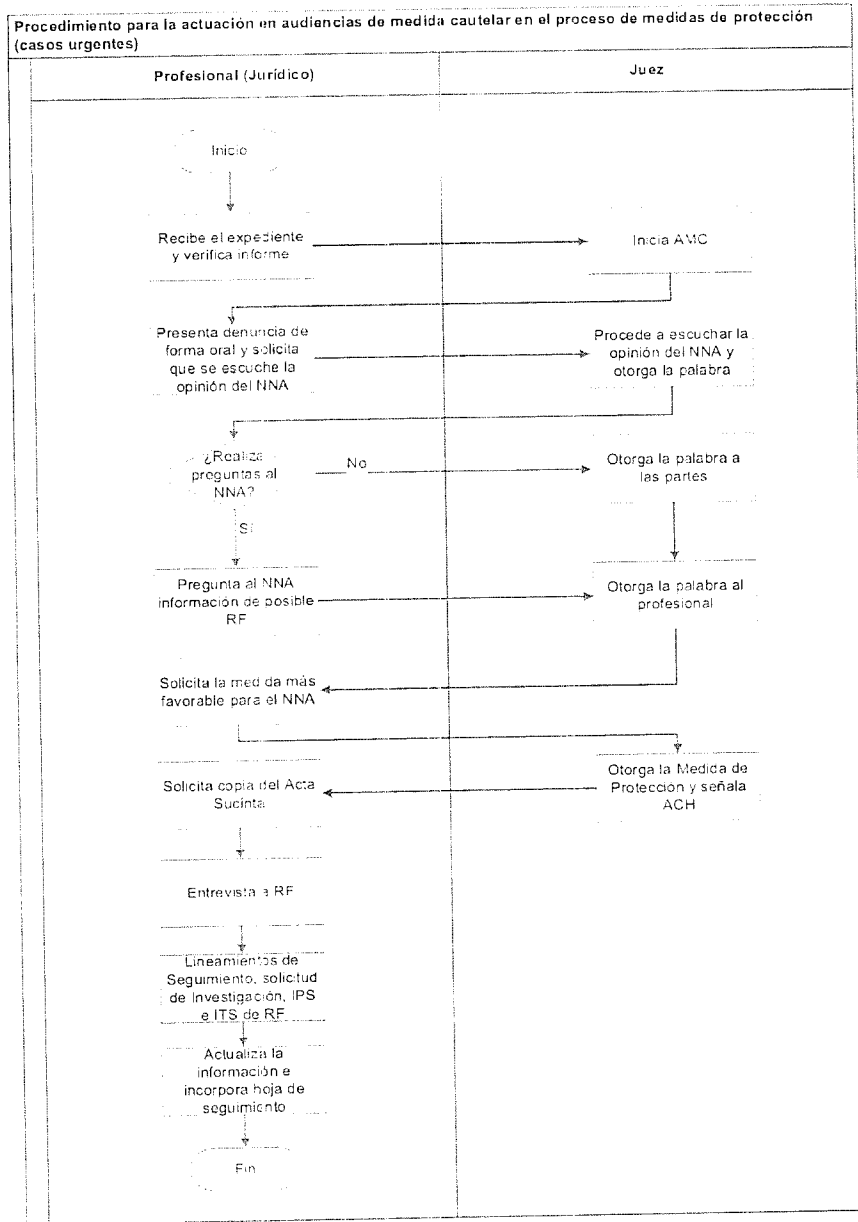 Procedimiento para la actuación en audiencias de medida cautelar en el proceso de medidas de protección
(casos urgentes)
Profesional (Jurídico)
Juez
Inicio
Recibe el expediente
y verifica informe
Inicia AMC
Presenta denuncia de
forma oral y solicita
que se escuche la
opinión del NNA
Procede a escuchar la
opinión del NNA y
otorga la palabra
¿Realiza
preguntas al
NNA?
No
Otorga la palabra a
las partes
Sí
Pregunta al NNA
información de posible
RF
Otorga la palabra al
profesional
Solicita la medida más
favorable para el NNA
Otorga la Medida de
Protección y señala
ACH
Solicita copia del Acta
Sucinta
Entrevista a RF
Lineamientos de
Seguimiento, solicitud
de Investigación, IPS
e ITS de RF
Actualiza la
información e
incorpora hoja de
seguimiento
Fin